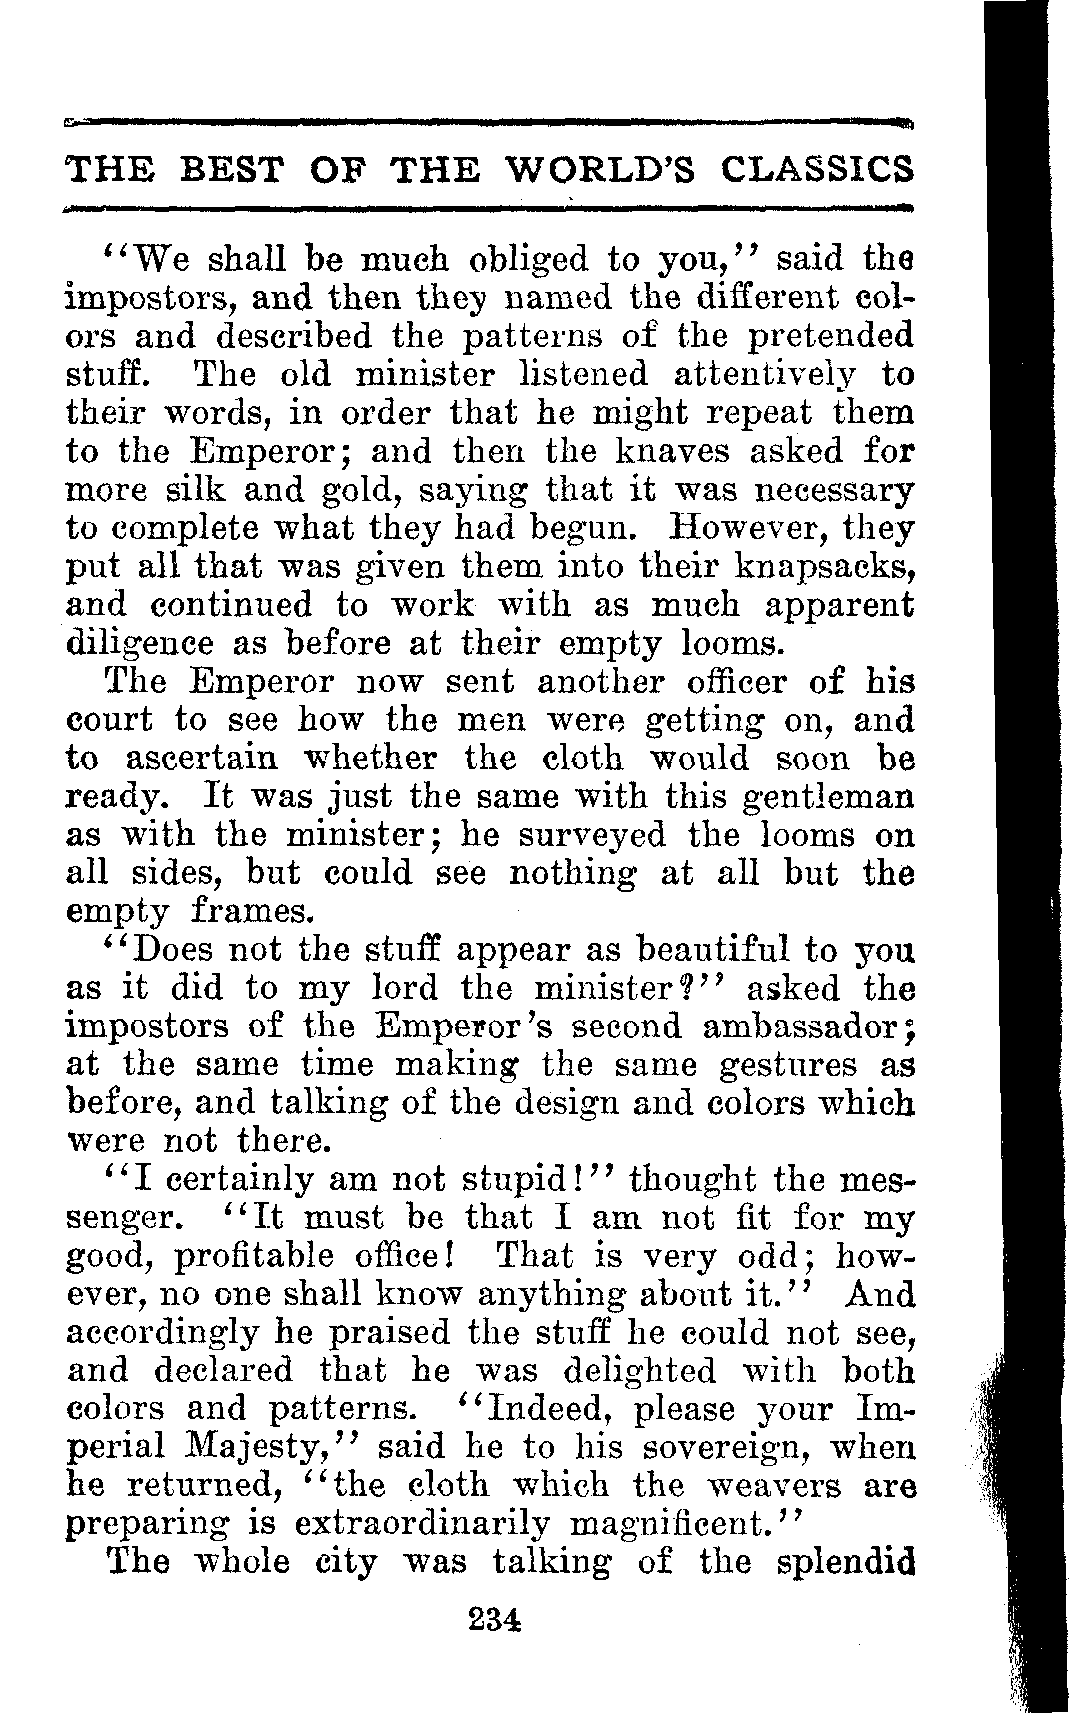 THE BEST OF THE WORLD'S CLASSICS
"We shall be much obliged to you," said the
impostors, and then they named the different col-
ors and described the patterns of the pretended
stuff. The old minister listened attentively to
their words, in order that he might repeat them
to the Emperor; and then the knaves asked for
more silk and gold, saying that it was necessary
to complete what they had begun. However, they
put all that was given them into their knapsacks,
and continued to work with as much apparent
diligence as before at their empty looms.
The Emperor now sent another officer of his
court to see how the men were getting on, and
to ascertain whether the cloth would soon be
ready. It was just the same with this gentleman
as with the minister; he surveyed the looms on
all sides, but could see nothing at all but the
empty frames.
"Does not the stuff appear as beautiful to you
as it did to my lord the minister?" asked the
impostors of the Emperor's second ambassador;
at the same time making the same gestures as
before, and talking of the design and colors which
were not there.
"I certainly am not stupid!" thought the mes-
senger. "It must be that I am not fit for my
good, profitable office! That is very odd; how-
ever, no one shall know anything about it." And
accordingly he praised the stuff he could not see,
and declared that he was delighted with both
colors and patterns. "Indeed, please your Im-
perial Majesty," said he to his sovereign, when
he returned, "the cloth which the weavers are
preparing is extraordinarily magnificent."
The whole city was talking of the splendid
234